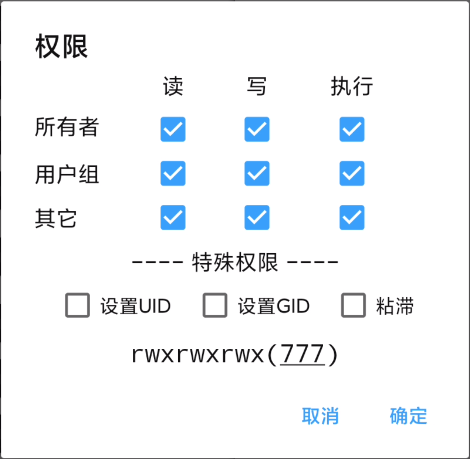 权限
读 写 执行
所有者
用户组
其它
---- 特殊权限 ----
设置UID 设置GID 粘滞
rwxrwxrwx(777)
取消 确定